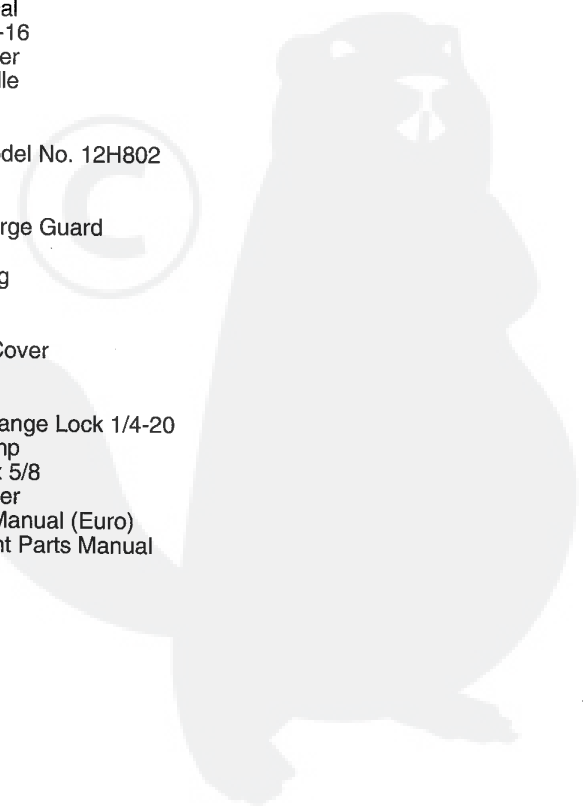 al
-16
er
lle
del No. 12H802
rge Guard
g
Cover
ange Lock 1/4-20
np
x 5/8
er
Manual (Euro)
nt Parts Manual
©